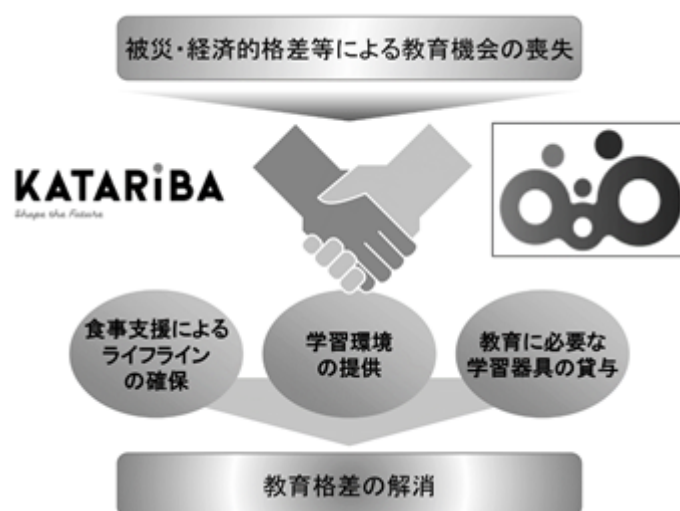 被災・経済的格差等による教育機会の喪失
KATARiBA
Shape the Future
食事支援による
ライフライン
の確保
学習環境
の提供
教育に必要な
学習器具の貸与
教育格差の解消